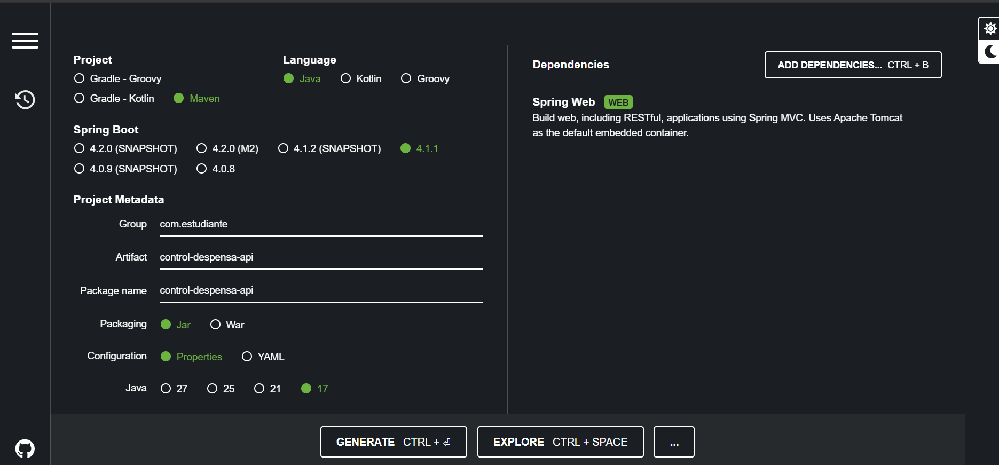 Project
Gradle - Groovy
Gradle - Kotlin Maven
Language
Java Kotlin Groovy
Spring Boot
4.2.0 (SNAPSHOT) 4.2.0 (M2) 4.1.2 (SNAPSHOT) 4.1.1
4.0.9 (SNAPSHOT) 4.0.8
Project Metadata
Group com.estudiante
Artifact control-despensa-api
Package name control-despensa-api
Packaging Jar War
Configuration Properties YAML
Java 27 25 21 17
Dependencies
ADD DEPENDENCIES... CTRL + B
Spring Web WEB
Build web, including RESTful, applications using Spring MVC. Uses Apache Tomcat
as the default embedded container.
GENERATE CTRL + ⏎
EXPLORE CTRL + SPACE
...